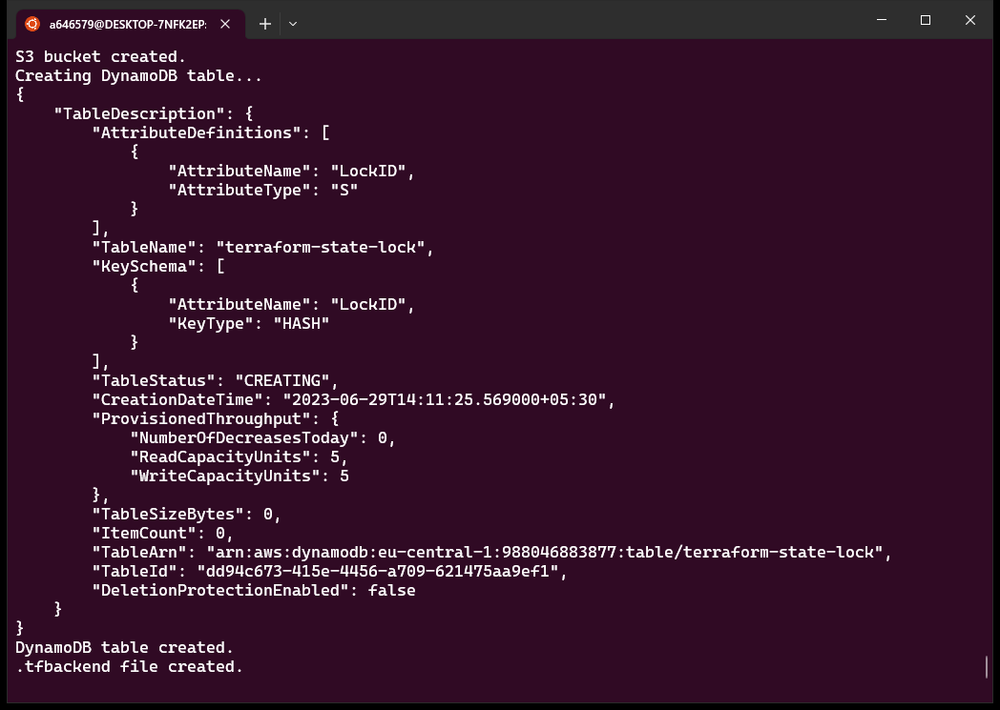 a646579@DESKTOP-7NFK2EP:
S3 bucket created.
Creating DynamoDB table...
{
    "TableDescription": {
        "AttributeDefinitions": [
            {
                "AttributeName": "LockID",
                "AttributeType": "S"
            }
        ],
        "TableName": "terraform-state-lock",
        "KeySchema": [
            {
                "AttributeName": "LockID",
                "KeyType": "HASH"
            }
        ],
        "TableStatus": "CREATING",
        "CreationDateTime": "2023-06-29T14:11:25.569000+05:30",
        "ProvisionedThroughput": {
            "NumberOfDecreasesToday": 0,
            "ReadCapacityUnits": 5,
            "WriteCapacityUnits": 5
        },
        "TableSizeBytes": 0,
        "ItemCount": 0,
        "TableArn": "arn:aws:dynamodb:eu-central-1:988046883877:table/terraform-state-lock",
        "TableId": "dd94c673-415e-4456-a709-621475aa9ef1",
        "DeletionProtectionEnabled": false
    }
}
DynamoDB table created.
.tfbackend file created.